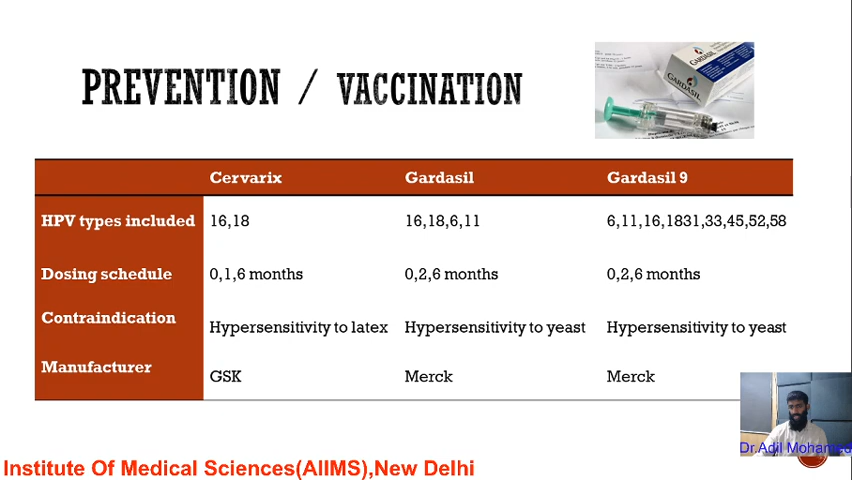 PREVENTION / VACCINATION
GARDASIL
GARDASIL
Cervarix Gardasil Gardasil 9
HPV types included 16,18 16,18,6,11 6,11,16,1831,33,45,52,58
Dosing schedule 0,1,6 months 0,2,6 months 0,2,6 months
Contraindication Hypersensitivity to latex Hypersensitivity to yeast Hypersensitivity to yeast
Manufacturer GSK Merck Merck
Dr.Adil Mohamed
Institute Of Medical Sciences(AIIMS),New Delhi